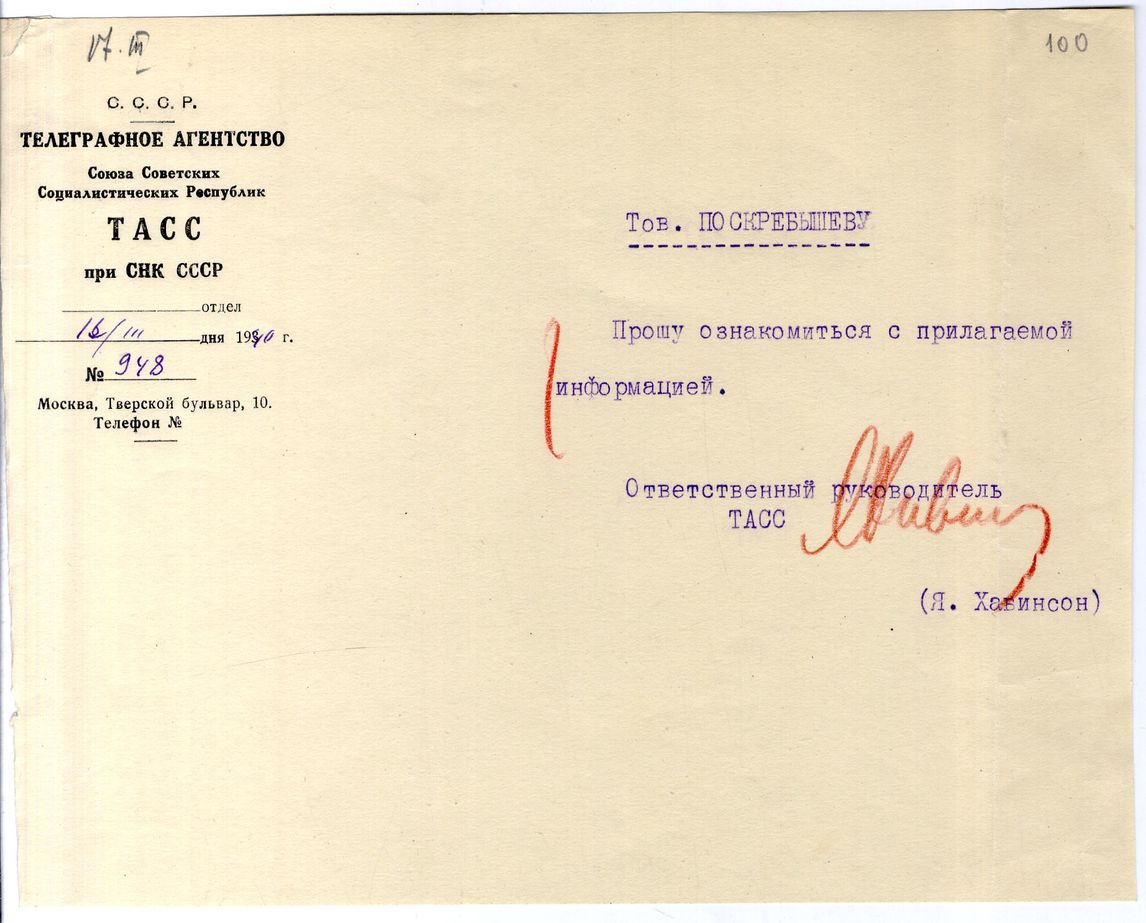 17.III
100
С. С. С. Р.
ТЕЛЕГРАФНОЕ АГЕНТСТВО
Союза Советских
Социалистических Республик
ТАСС
при СНК СССР
отдел
16/III дня 1940 г.
№ 948
Москва, Тверской бульвар, 10.
Телефон №
Тов. ПОСКРЕБЫШЕВУ
Прошу ознакомиться с прилагаемой
информацией.
Ответственный руководитель
ТАСС
(Я. Хавинсон)